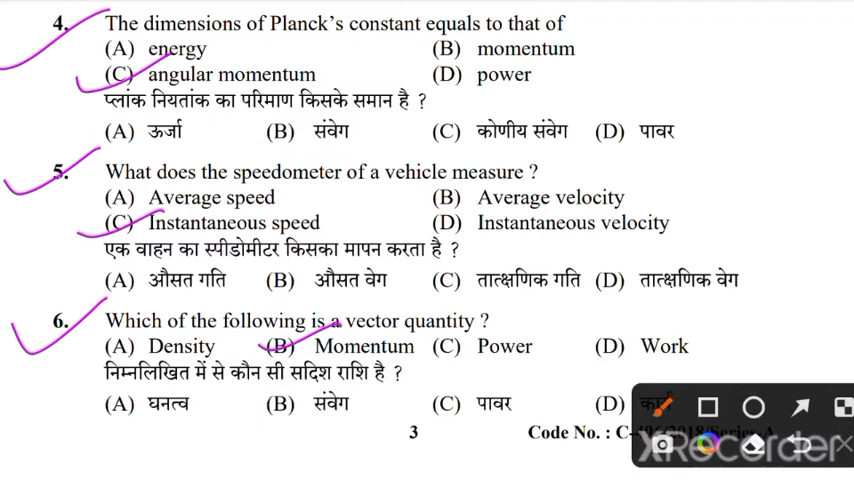 4. The dimensions of Planck's constant equals to that of
(A) energy (B) momentum
(C) angular momentum (D) power
प्लांक नियतांक का परिमाण किसके समान है ?
(A) ऊर्जा (B) संवेग (C) कोणीय संवेग (D) पावर
5. What does the speedometer of a vehicle measure ?
(A) Average speed (B) Average velocity
(C) Instantaneous speed (D) Instantaneous velocity
एक वाहन का स्पीडोमीटर किसका मापन करता है ?
(A) औसत गति (B) औसत वेग (C) तात्क्षणिक गति (D) तात्क्षणिक वेग
6. Which of the following is a vector quantity ?
(A) Density (B) Momentum (C) Power (D) Work
निम्नलिखित में से कौन सी सदिश राशि है ?
(A) घनत्व (B) संवेग (C) पावर (D)
3 Code No. : C-
XRecorder